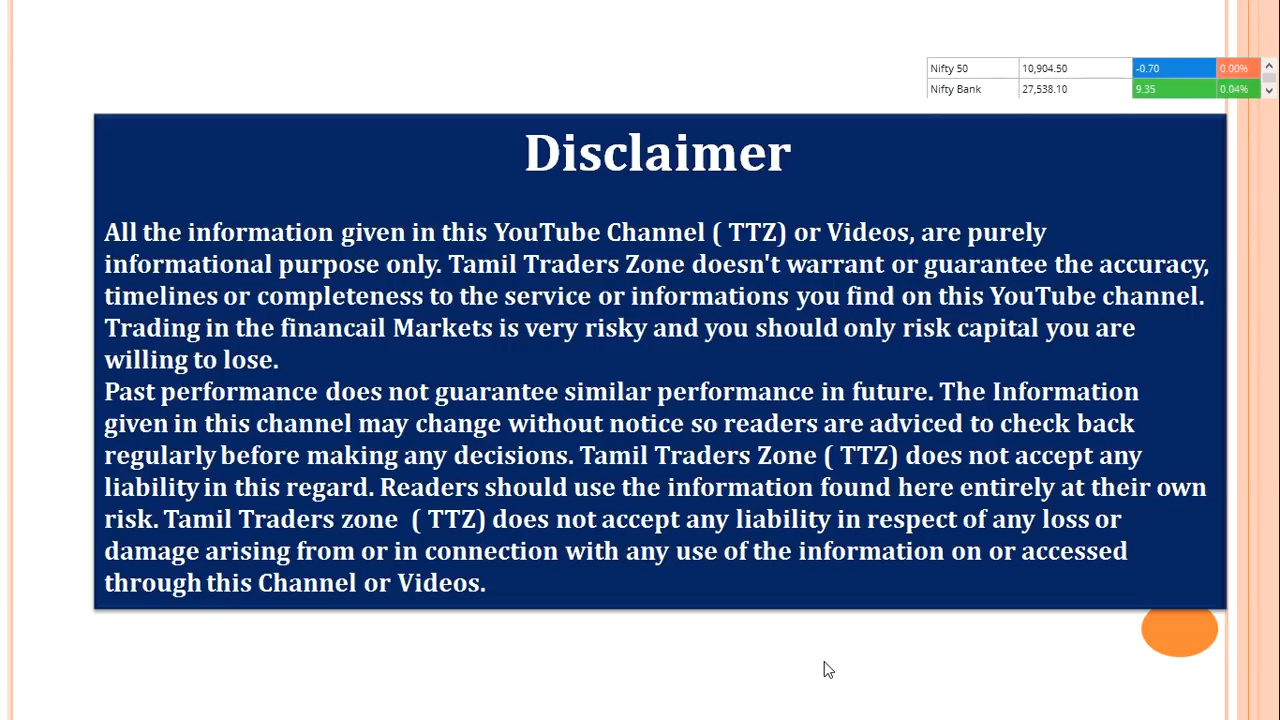 Nifty 50 10,904.50 -0.70 0.00%
Nifty Bank 27,538.10 9.35 0.04%
Disclaimer
All the information given in this YouTube Channel ( TTZ) or Videos, are purely
informational purpose only. Tamil Traders Zone doesn't warrant or guarantee the accuracy,
timelines or completeness to the service or informations you find on this YouTube channel.
Trading in the financail Markets is very risky and you should only risk capital you are
willing to lose.
Past performance does not guarantee similar performance in future. The Information
given in this channel may change without notice so readers are adviced to check back
regularly before making any decisions. Tamil Traders Zone ( TTZ) does not accept any
liability in this regard. Readers should use the information found here entirely at their own
risk. Tamil Traders zone  ( TTZ) does not accept any liability in respect of any loss or
damage arising from or in connection with any use of the information on or accessed
through this Channel or Videos.